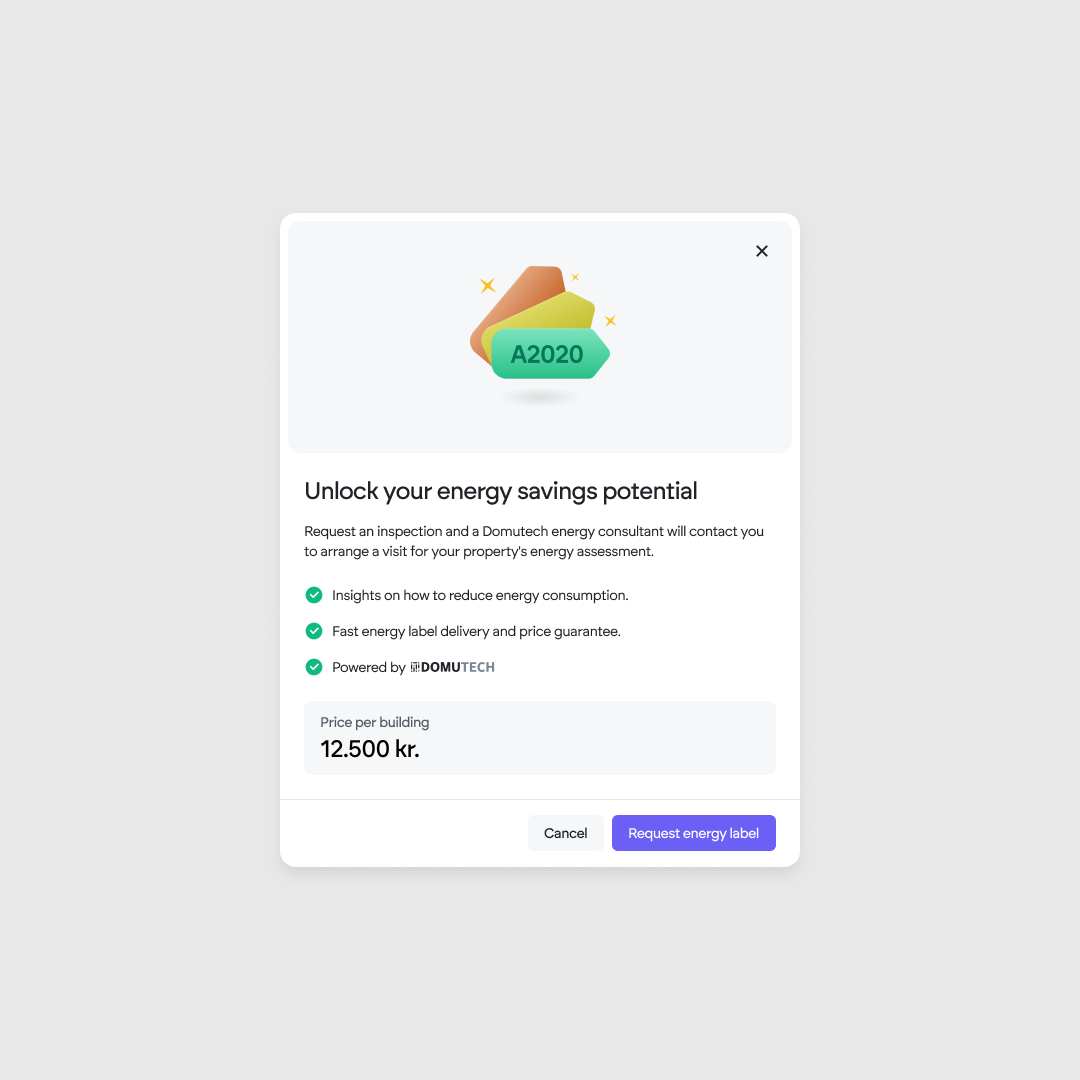 A2020
Unlock your energy savings potential
Request an inspection and a Domutech energy consultant will contact you
to arrange a visit for your property's energy assessment.
Insights on how to reduce energy consumption.
Fast energy label delivery and price guarantee.
Powered by DOMUTECH
Price per building
12.500 kr.
Cancel
Request energy label